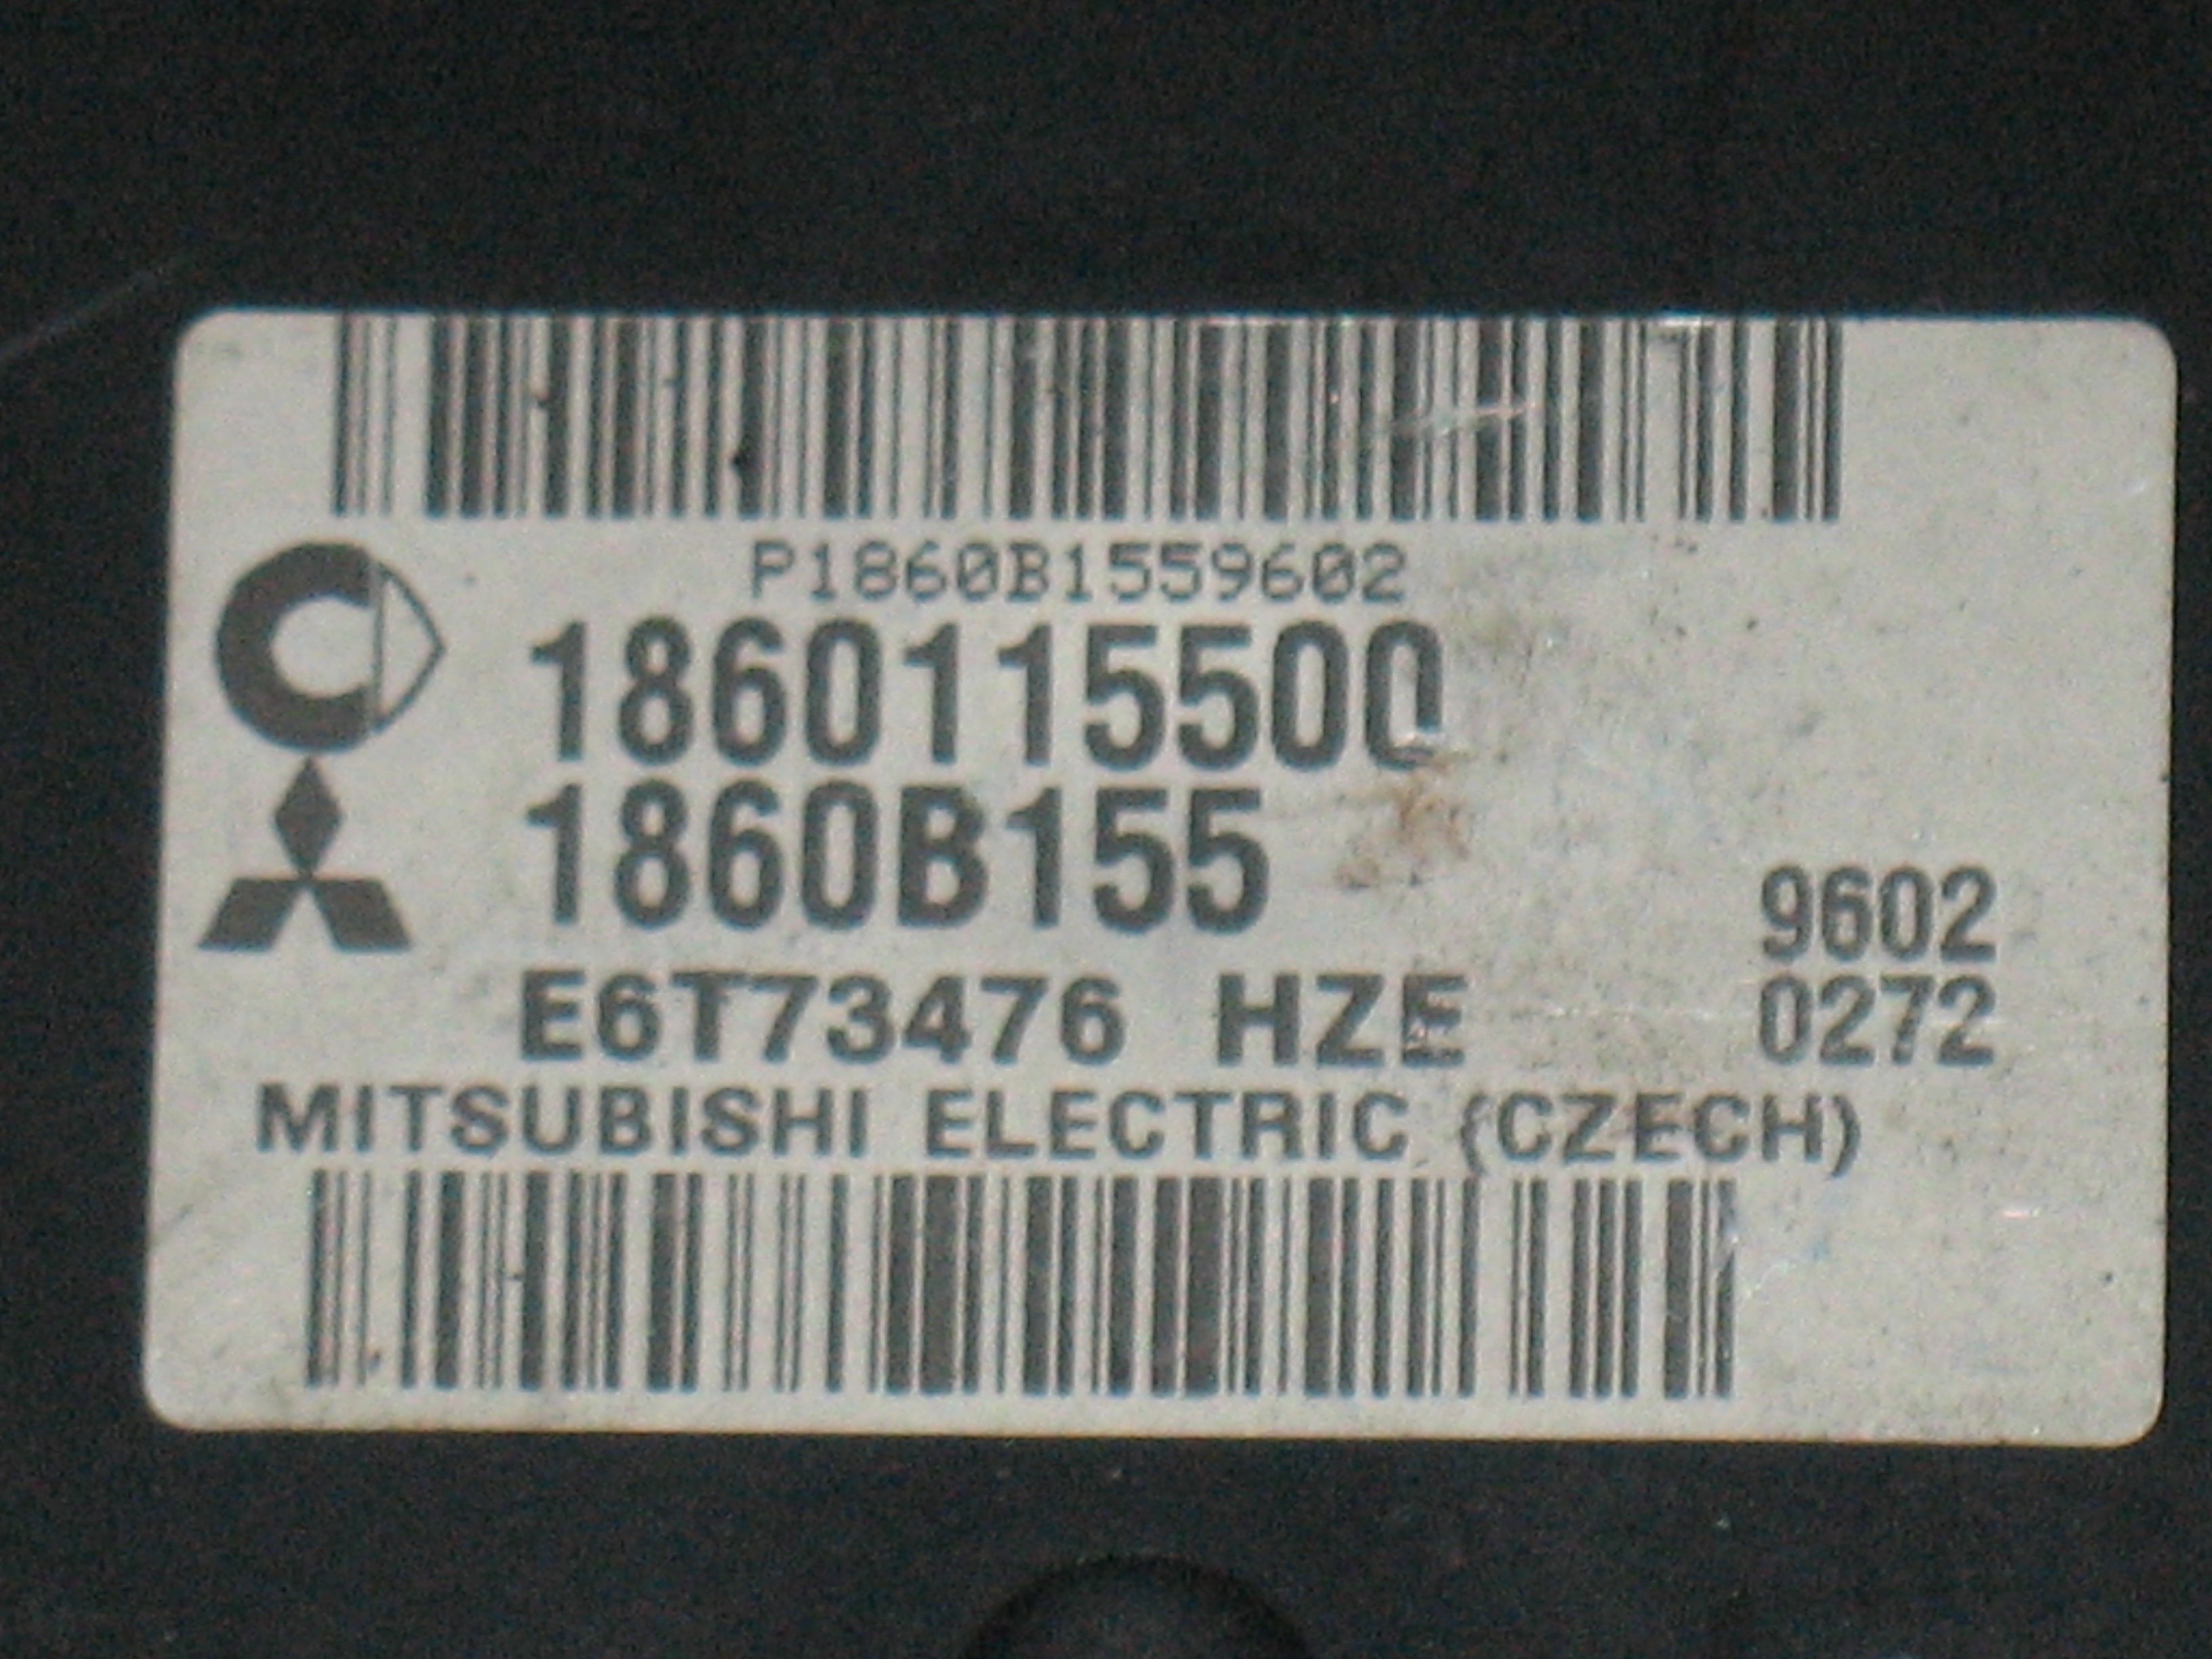 P1860B1559602
1860115500
1860B155
9602
E6T73476 HZE
0272
MITSUBISHI ELECTRIC (CZECH)